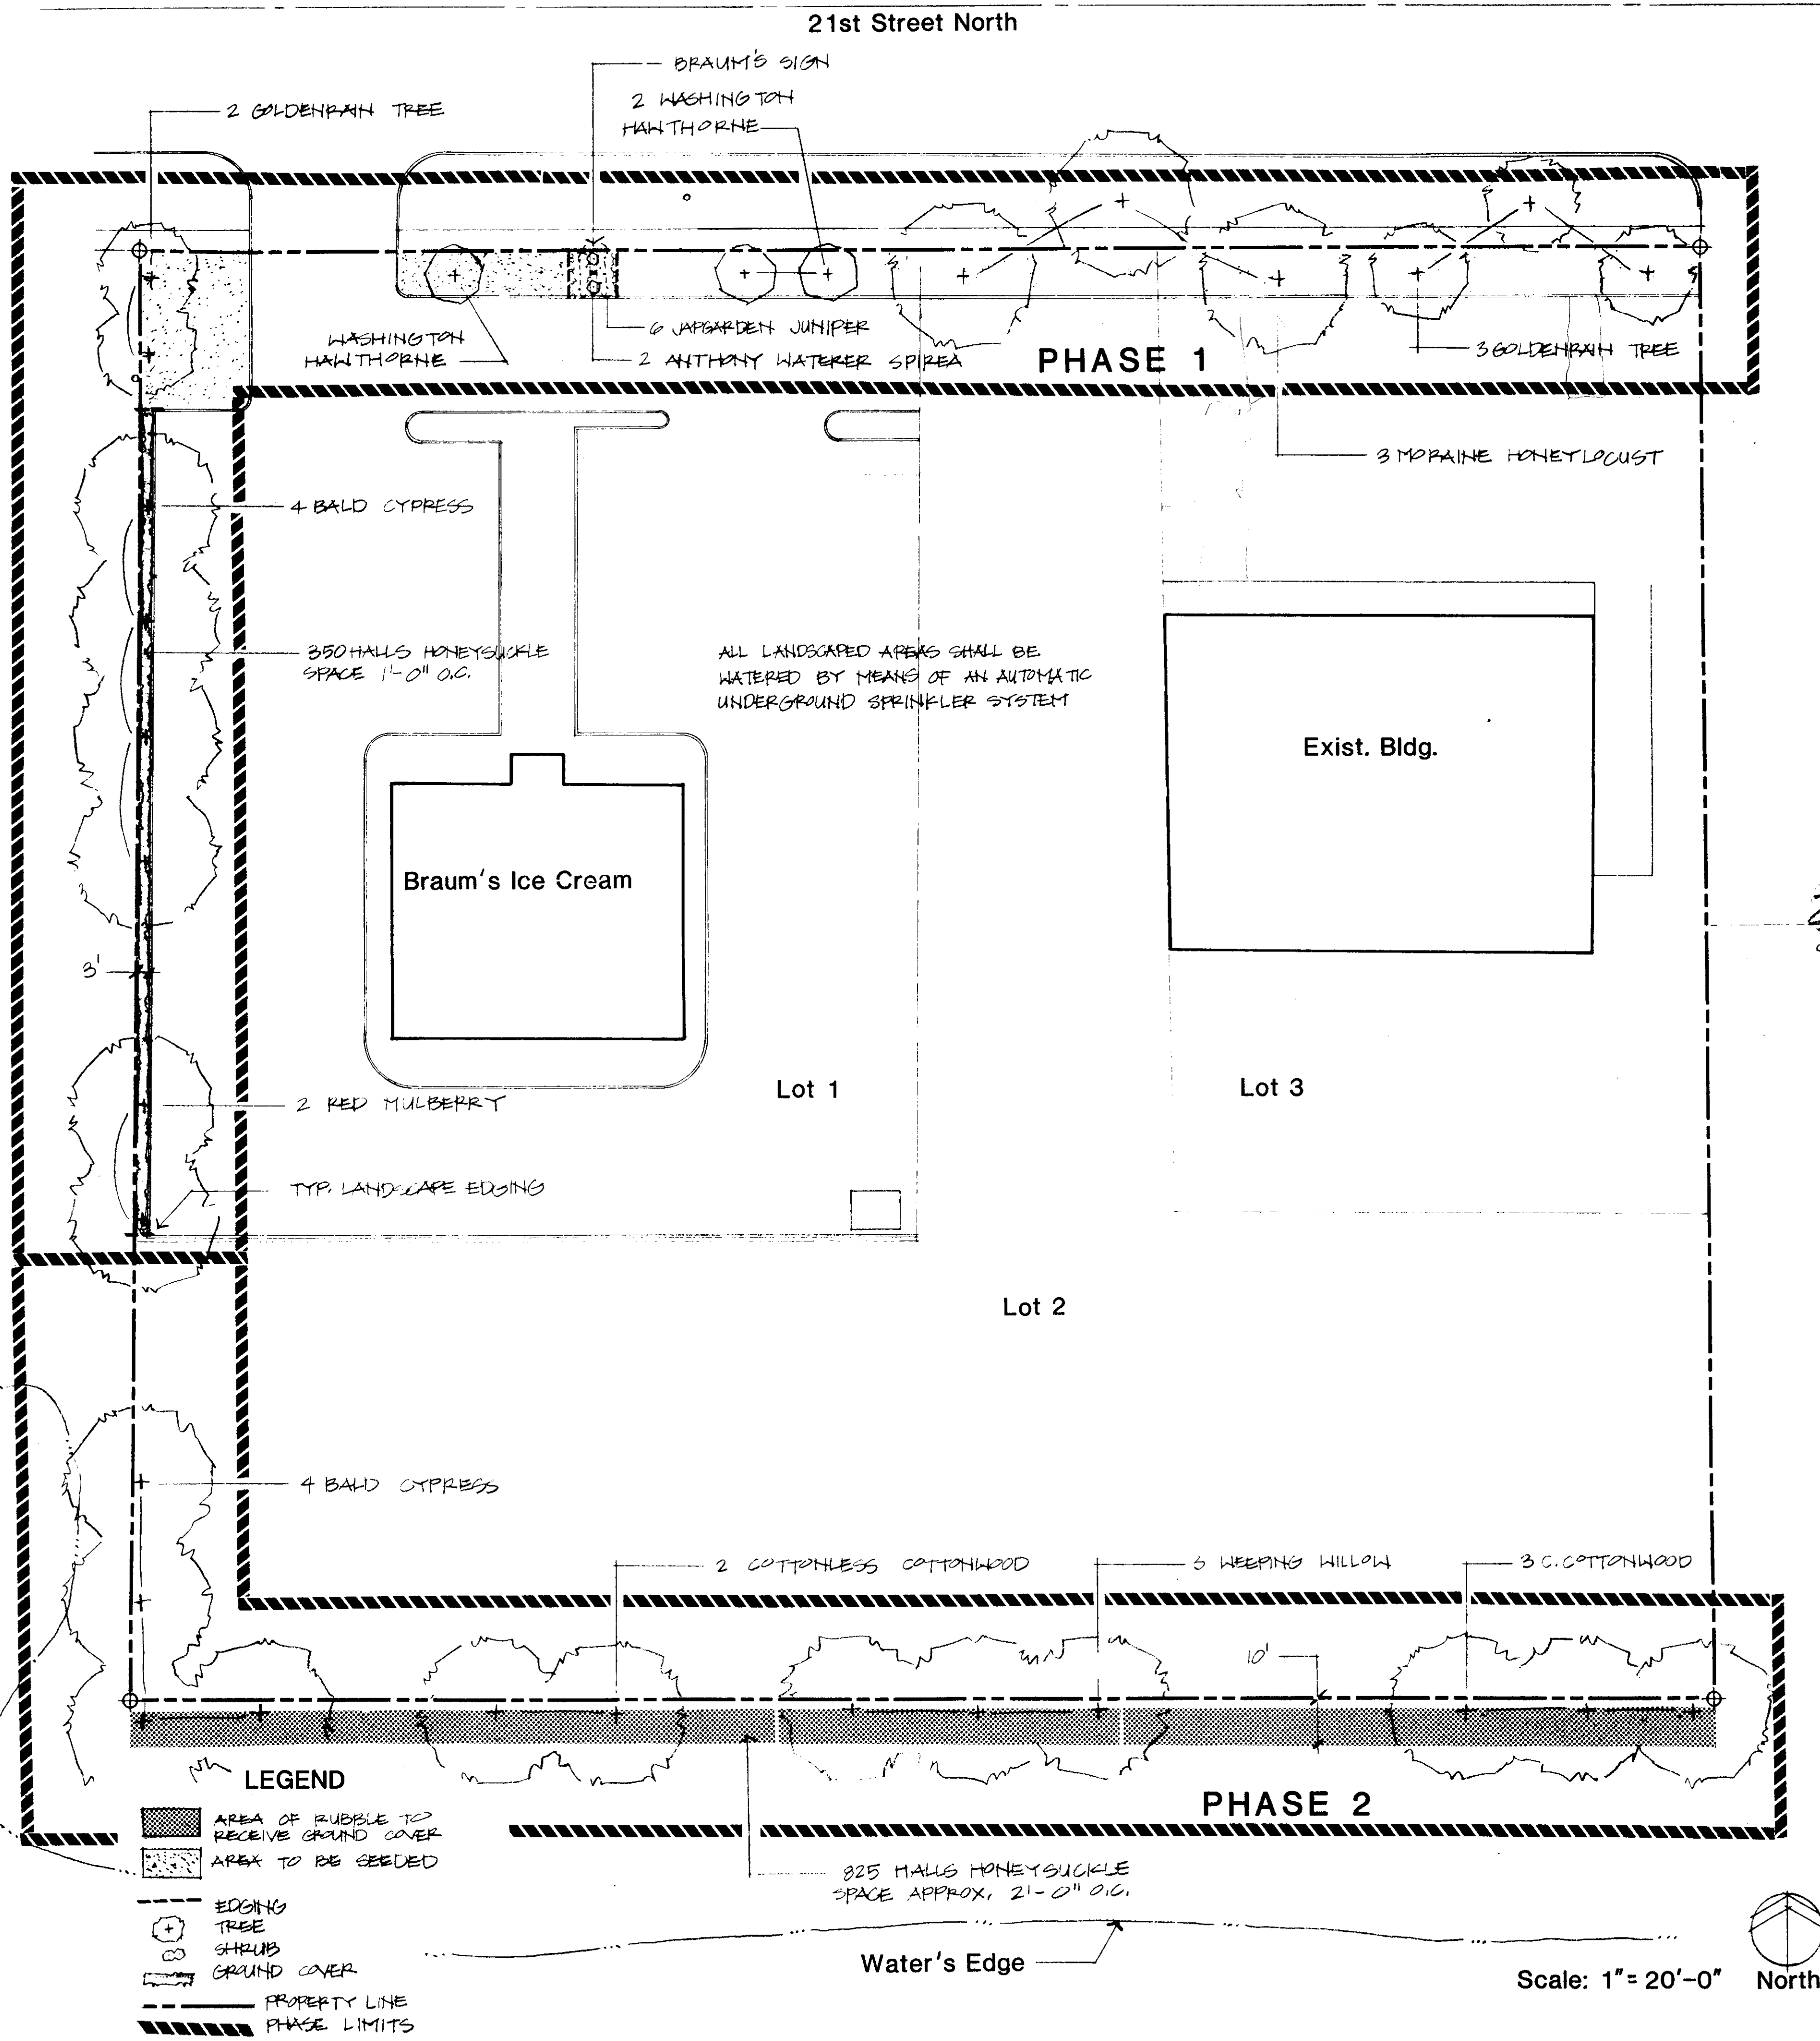 21st Street North
BRAUM'S SIGN
2 GOLDENRAIN TREE
2 WASHINGTON
HAWTHORNE
WASHINGTON
HAWTHORNE
6 JAPGARDEN JUNIPER
2 ANTHONY WATERER SPIREA
PHASE 1
3 GOLDENRAIN TREE
3 MORAINE HONEYLOCUST
4 BALD CYPRESS
350 HALLS HONEYSUCKLE
SPACE 1'-0" O.C.
ALL LANDSCAPED AREAS SHALL BE
WATERED BY MEANS OF AN AUTOMATIC
UNDERGROUND SPRINKLER SYSTEM
Exist. Bldg.
Braum's Ice Cream
3'
Lot 1
Lot 3
2 RED MULBERRY
TYP. LANDSCAPE EDGING
Lot 2
4 BALD CYPRESS
2 COTTONLESS COTTONWOOD
WEEPING WILLOW
3 C. COTTONWOOD
10'
PHASE 2
LEGEND
AREA OF RUBBLE TO
RECEIVE GROUND COVER
AREA TO BE SEEDED
EDGING
TREE
SHRUB
GROUND COVER
PROPERTY LINE
PHASE LIMITS
825 HALLS HONEYSUCKLE
SPACE APPROX. 2'-0" O.C.
Water's Edge
Scale: 1"= 20'-0"
North